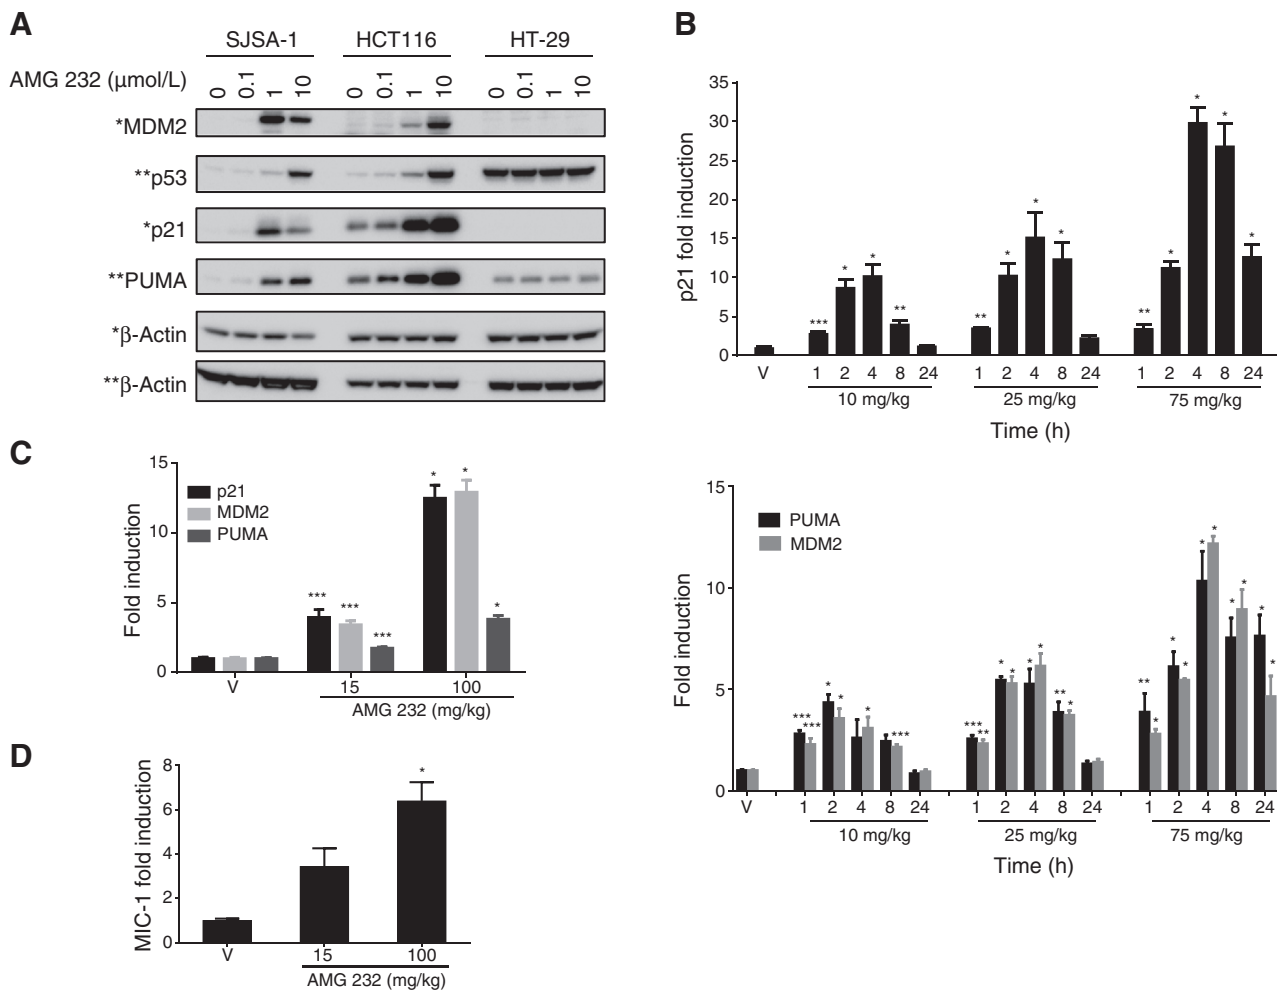 A
SJSA-1 HCT116 HT-29
AMG 232 (μmol/L) 0 0.1 1 10 0 0.1 1 10 0 0.1 1 10
*MDM2
**p53
*p21
**PUMA
*β-Actin
**β-Actin
B
p21 fold induction
35
30
25
20
15
10
5
0
*** * * ** ** * * * ** * * * *
V 1 2 4 8 24 1 2 4 8 24 1 2 4 8 24
10 mg/kg 25 mg/kg 75 mg/kg
Time (h)
C
Fold induction
15
10
5
0
p21
MDM2
PUMA
*** *** *** * * *
V 15 100
AMG 232 (mg/kg)
Fold induction
15
10
5
0
PUMA
MDM2
*** *** * * * *** *** ** * * * * ** * ** * * * * * * * * *
V 1 2 4 8 24 1 2 4 8 24 1 2 4 8 24
10 mg/kg 25 mg/kg 75 mg/kg
Time (h)
D
MIC-1 fold induction
8
6
4
2
0
*
V 15 100
AMG 232 (mg/kg)